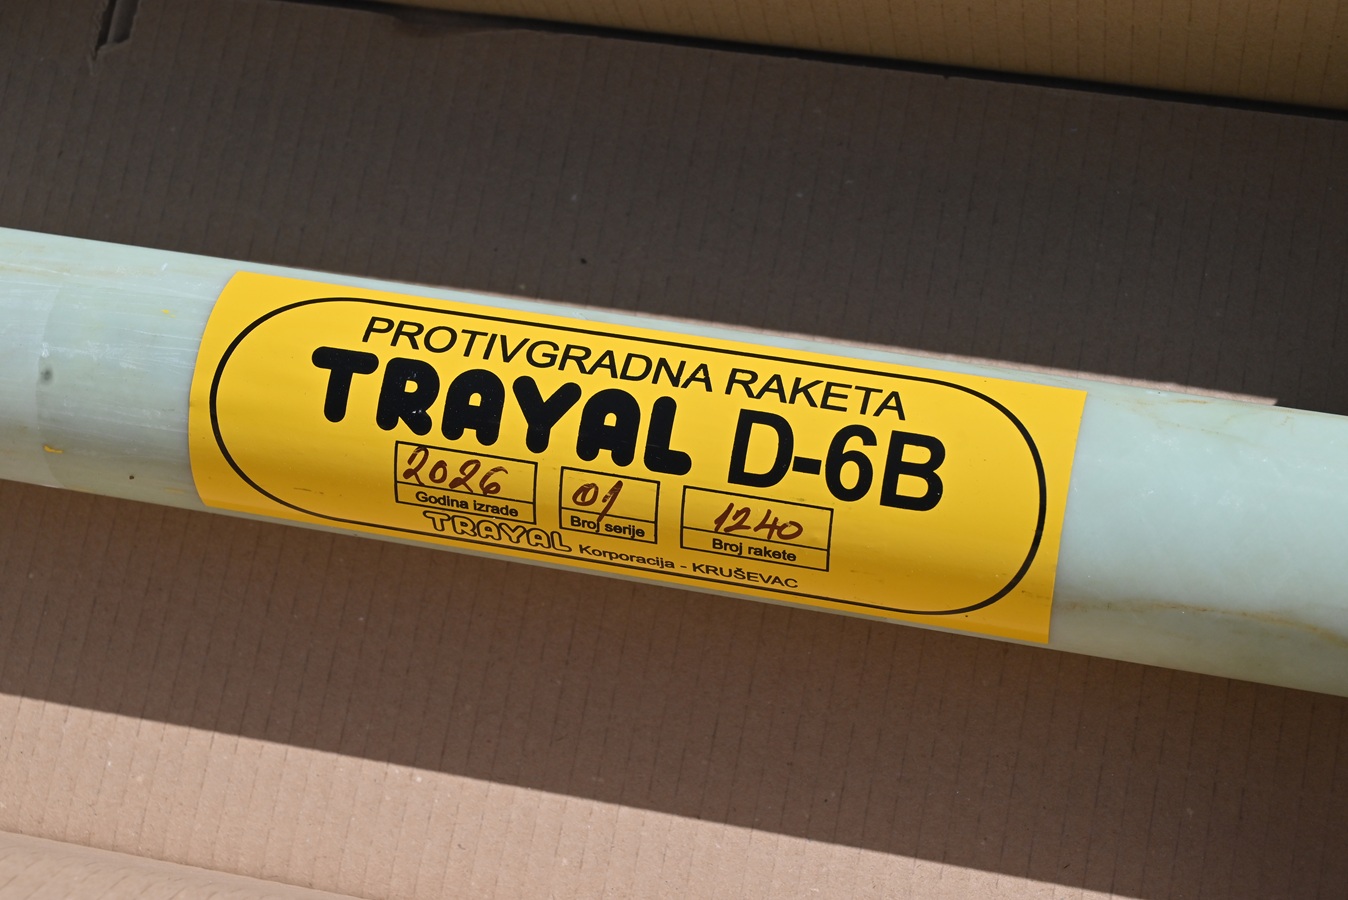 PROTIVGRADNA RAKETA
TRAYAL D-6B
2026 01 1240
Godina izrade Broj serije Broj rakete
TRAYAL Korporacija - KRUŠEVAC